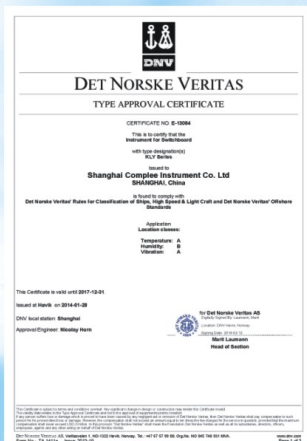 DNV
DET NORSKE VERITAS
TYPE APPROVAL CERTIFICATE
CERTIFICATE NO. E-13094
This is to certify that the
Instrument for Switchboard
with type designation(s)
KLY Series
Issued to
Shanghai Complee Instrument Co. Ltd
SHANGHAI, China
is found to comply with
Det Norske Veritas' Rules for Classification of Ships, High Speed & Light Craft and Det Norske Veritas' Offshore
Standards
Application
Location classes:
Temperature: A
Humidity: B
Vibration: A
This Certificate is valid until 2017-12-31.
Issued at Høvik on 2014-01-28
for Det Norske Veritas AS
DNV local station: Shanghai
Approval Engineer: Nicolay Horn
Marit Laumann
Head of Section